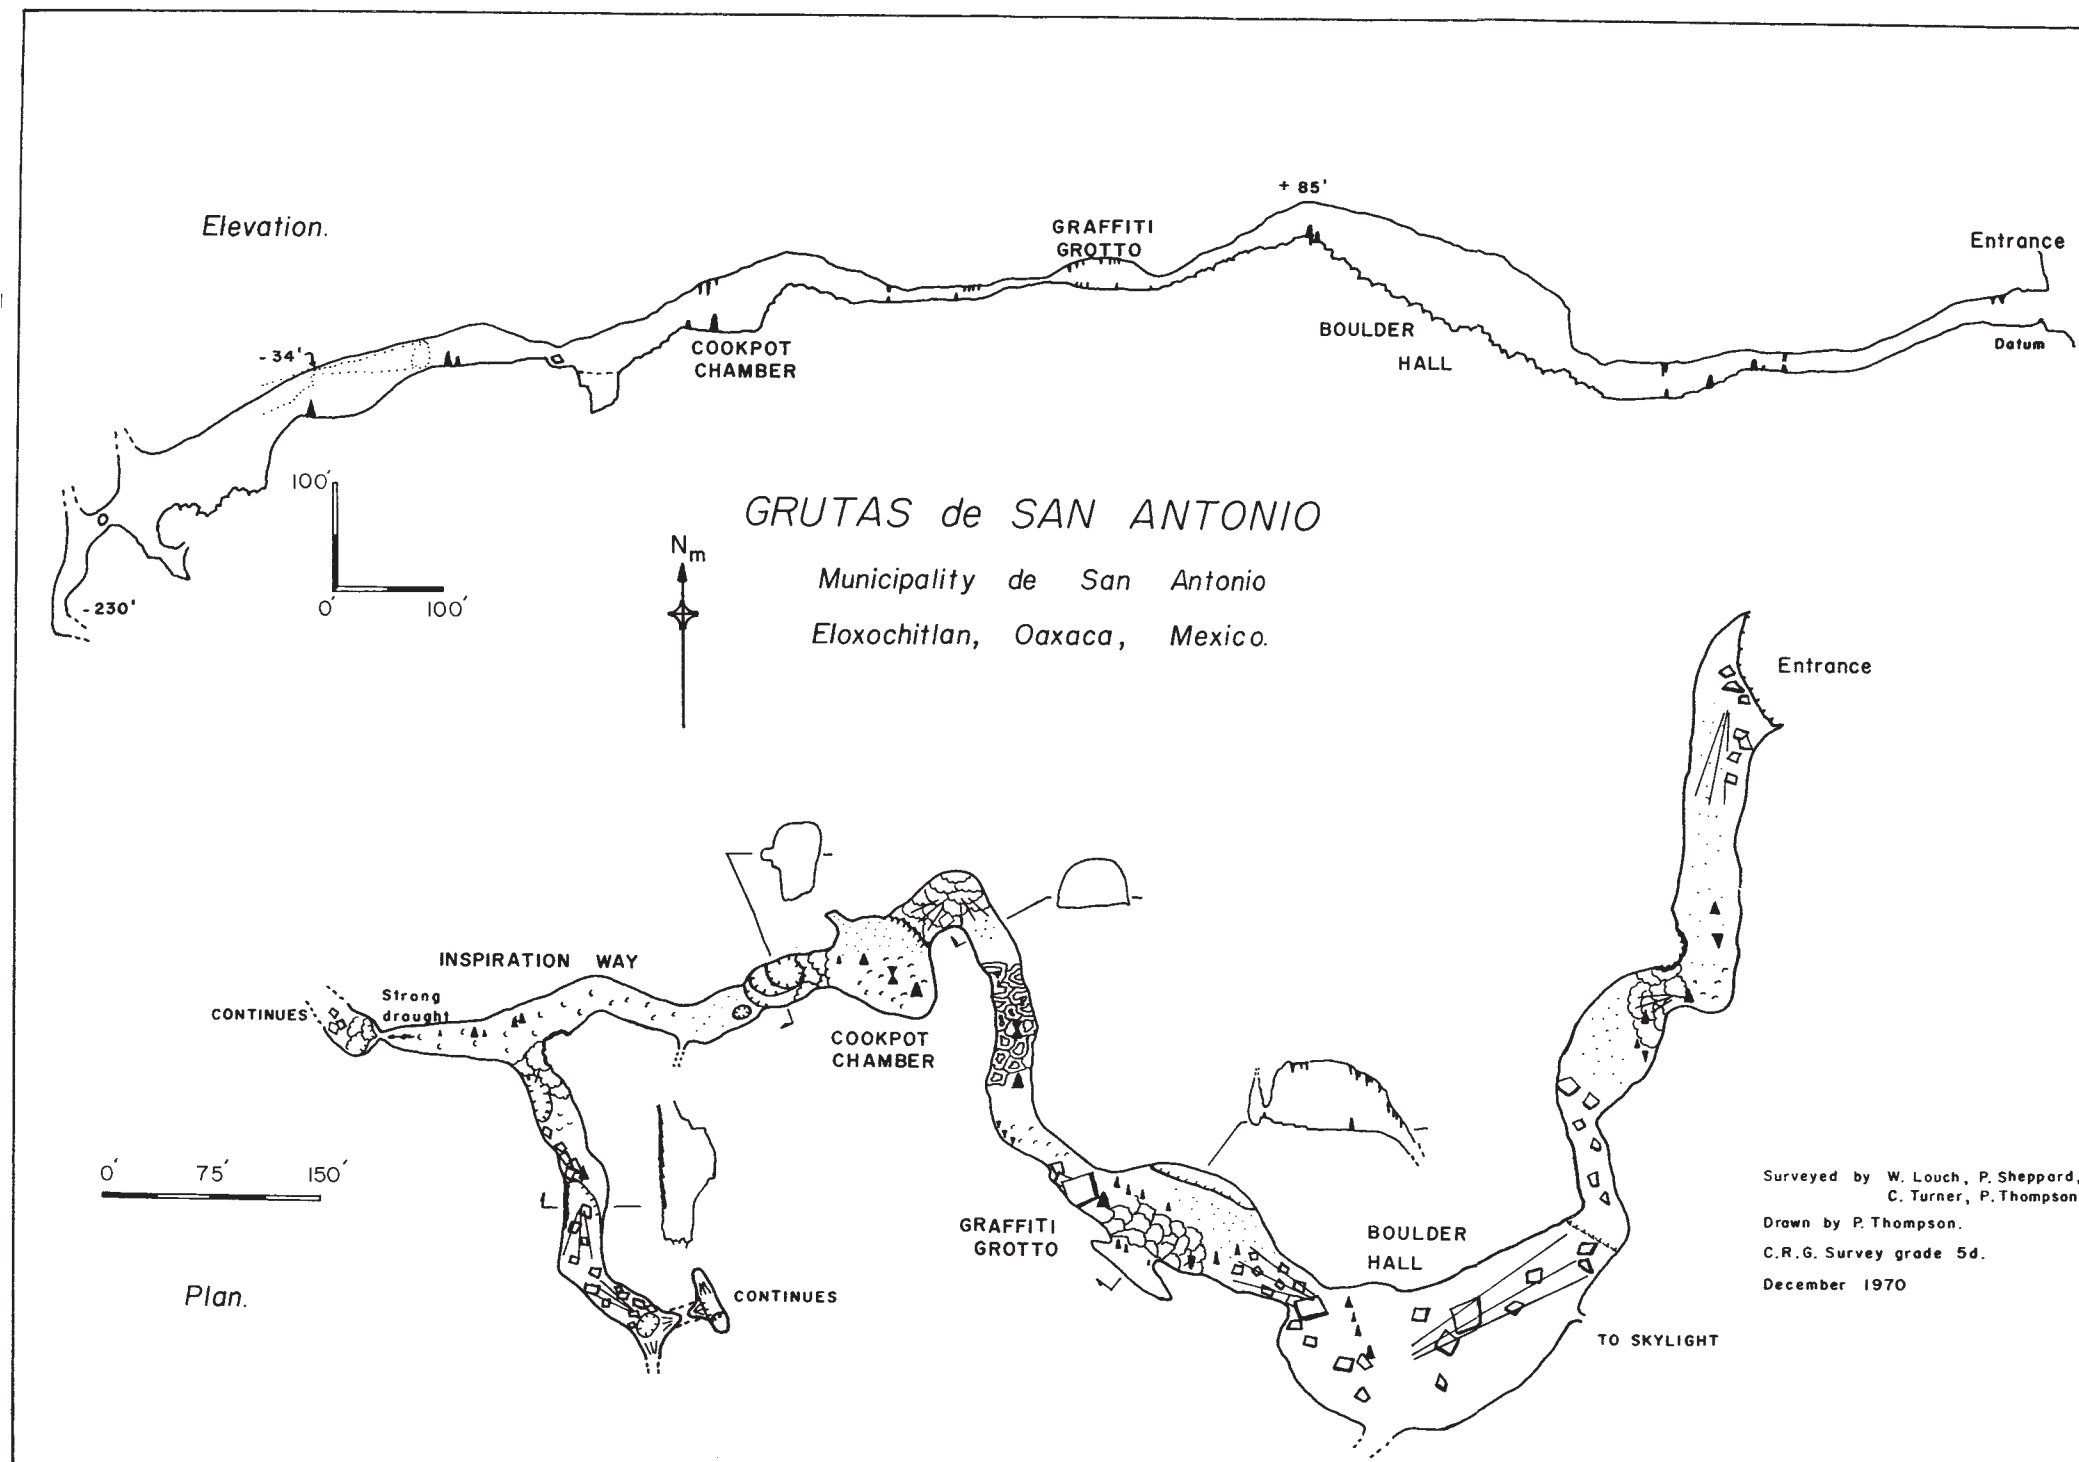 + 85'
Elevation.
GRAFFITI
GROTTO
Entrance
- 34'
COOKPOT
CHAMBER
BOULDER
HALL
Datum
100'
0'
100'
- 230'
GRUTAS de SAN ANTONIO
Nm
Municipality de San Antonio
Eloxochitlan, Oaxaca, Mexico.
Entrance
INSPIRATION WAY
CONTINUES
Strong
draught
COOKPOT
CHAMBER
0' 75' 150'
GRAFFITI
GROTTO
BOULDER
HALL
Surveyed by W. Louch, P. Sheppard,
C. Turner, P. Thompson
Drawn by P. Thompson.
C.R.G. Survey grade 5d.
December 1970
Plan.
CONTINUES
TO SKYLIGHT